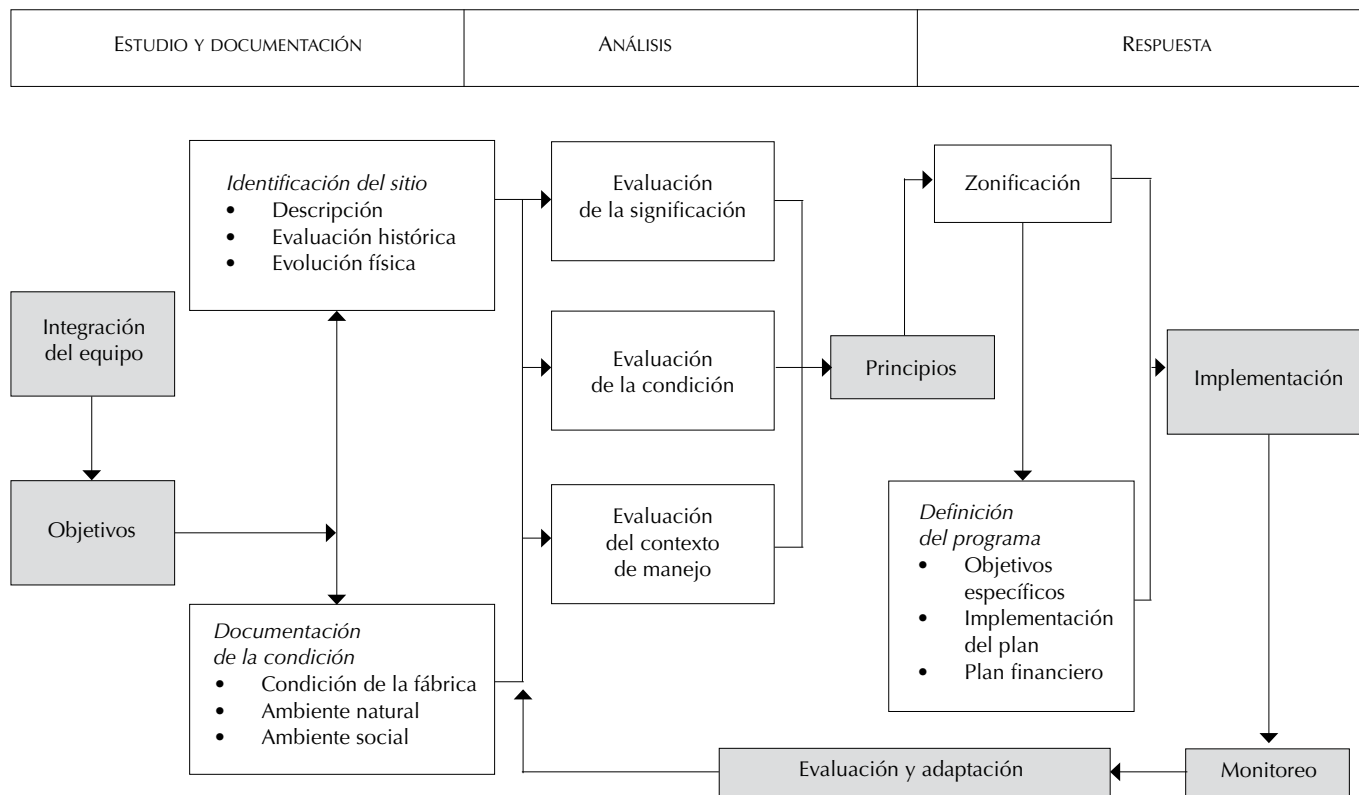 ESTUDIO Y DOCUMENTACIÓN
ANÁLISIS
RESPUESTA
Identificación del sitio
• Descripción
• Evaluación histórica
• Evolución física
Integración
del equipo
Objetivos
Documentación
de la condición
• Condición de la fábrica
• Ambiente natural
• Ambiente social
Evaluación
de la significación
Evaluación
de la condición
Evaluación
del contexto
de manejo
Principios
Zonificación
Definición
del programa
• Objetivos
específicos
• Implementación
del plan
• Plan financiero
Implementación
Monitoreo
Evaluación y adaptación